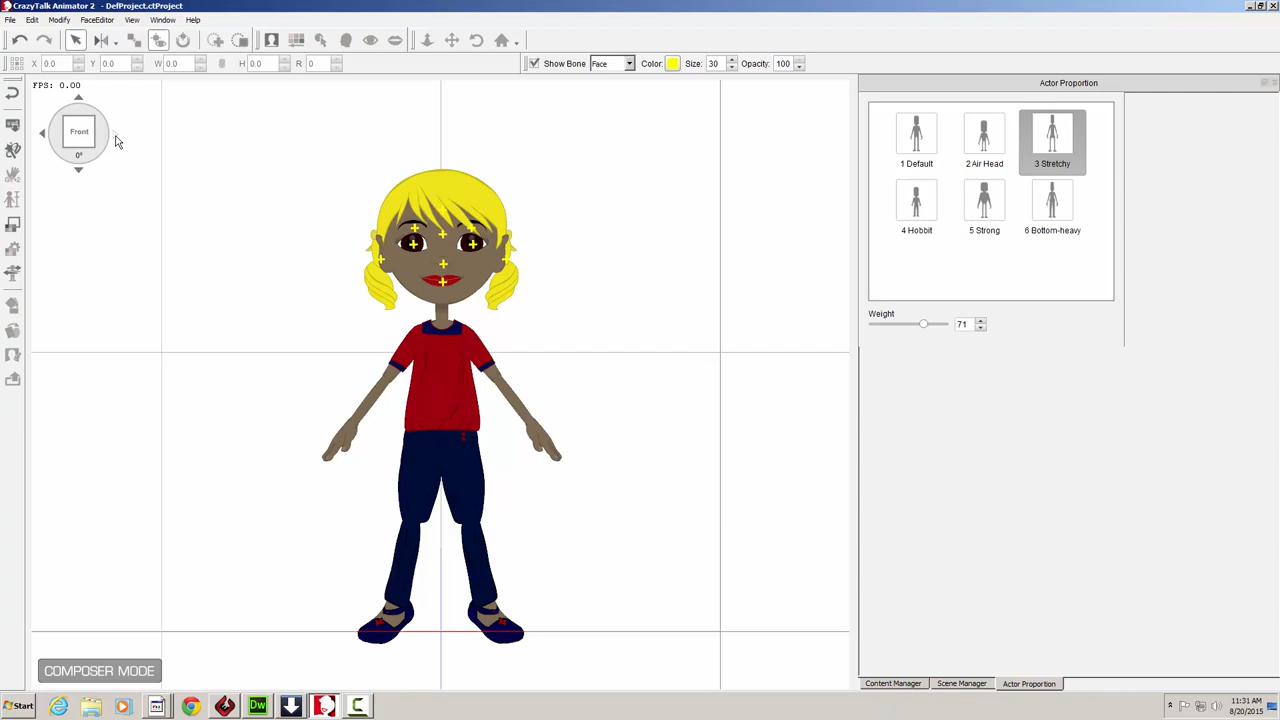 CrazyTalk Animator 2 - DefProject.ctProject
File Edit Modify FaceEditor View Window Help
X 0.0 Y 0.0 W 0.0 H 0.0 R 0 Show Bone Face Color: Size: 30 Opacity: 100
FPS: 0.00
Actor Proportion
Front
0°
1 Default 2 Air Head 3 Stretchy
4 Hobbit 5 Strong 6 Bottom-heavy
Weight
71
COMPOSER MODE
Content Manager Scene Manager Actor Proportion
Start Dw 11:31 AM
8/20/2015